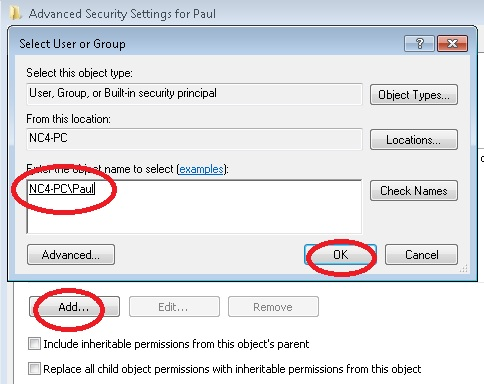 Advanced Security Settings for Paul
Select User or Group
?
Select this object type:
User, Group, or Built-in security principal
Object Types...
From this location:
NC4-PC
Locations...
Enter the object name to select (examples):
NC4-PC\Paul
Check Names
Advanced...
OK
Cancel
Add...
Edit...
Remove
Include inheritable permissions from this object's parent
Replace all child object permissions with inheritable permissions from this object